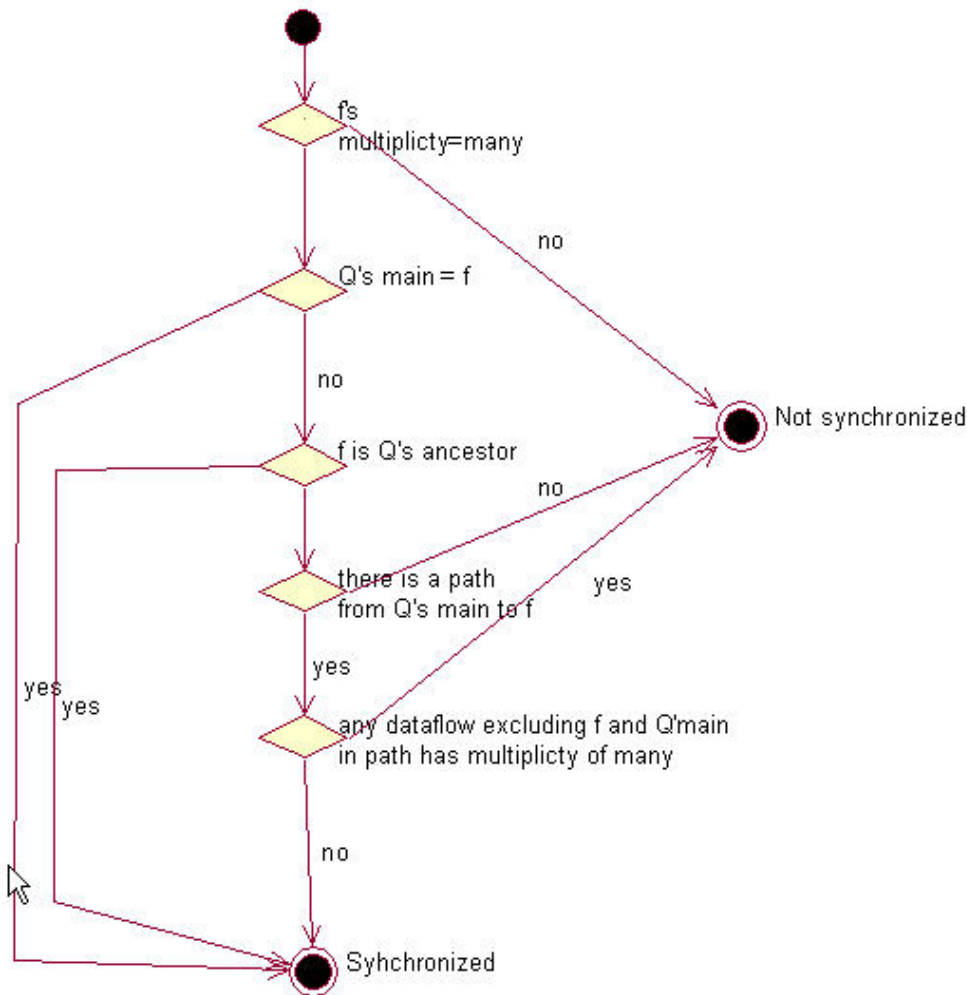 f's
multiplicty=many
no
Q's main = f
no
Not synchronized
f is Q's ancestor
no
there is a path
from Q's main to f
yes
yes
yes
yes
any dataflow excluding f and Q'main
in path has multiplicty of many
no
Syhchronized